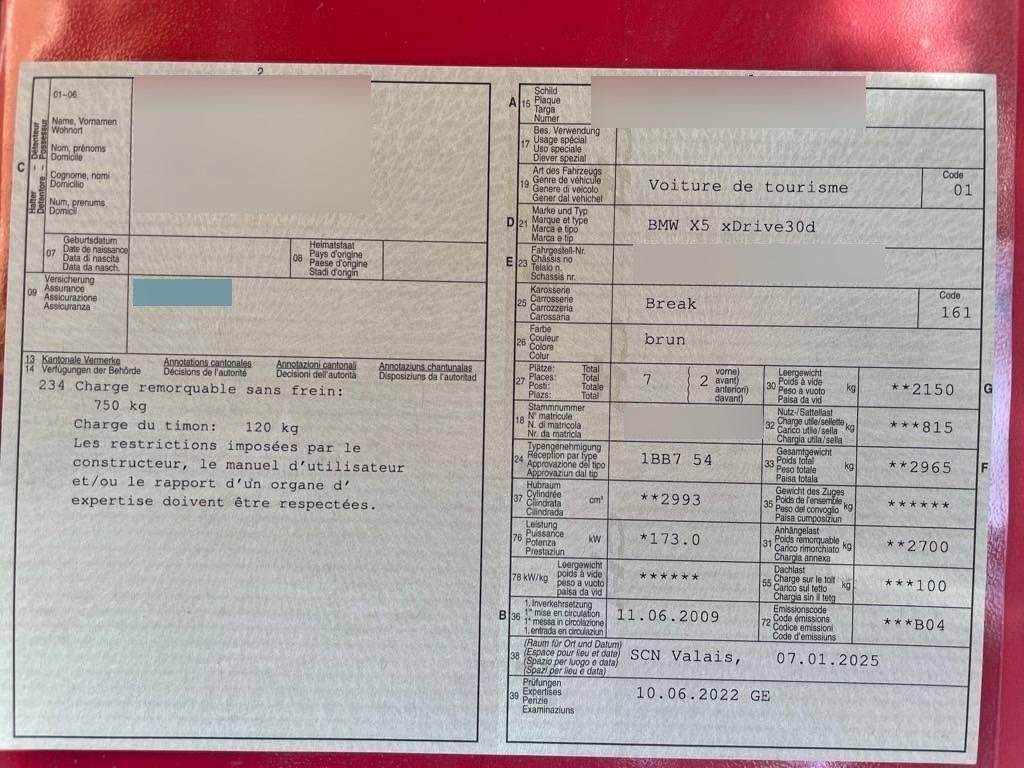 2
C
Halter – Détenteur
Detentore – Possessur
01–06
Name, Vornamen
Wohnort
Nom, prénoms
Domicile
Cognome, nomi
Domicilio
Num, prenums
Domicil
07
Geburtsdatum
Date de naissance
Data di nascita
Data da nasch.
08
Heimatstaat
Pays d'origine
Paese d'origine
Stadi d'origin
09
Versicherung
Assurance
Assicurazione
Assicuranza
13 Kantonale Vermerke Annotations cantonales Annotazioni cantonali Annotaziuns chantunalas
14 Verfügungen der Behörde Décisions de l'autorité Decisioni dell'autorità Disposiziuns da l'autoritad
234 Charge remorquable sans frein:
750 kg
Charge du timon: 120 kg
Les restrictions imposées par le
constructeur, le manuel d'utilisateur
et/ou le rapport d'un organe d'
expertise doivent être respectées.
A 15
Schild
Plaque
Targa
Numer
17
Bes. Verwendung
Usage spécial
Uso speciale
Diever spezial
19
Art des Fahrzeugs
Genre de véhicule
Genere di veicolo
Gener dal vehichel
Voiture de tourisme
Code
01
D 21
Marke und Typ
Marque et type
Marca e tipo
Marca e tip
BMW X5 xDrive30d
E 23
Fahrgestell-Nr.
Châssis no
Telaio n.
Schassis nr.
25
Karosserie
Carrosserie
Carrozzeria
Carossaria
Break
Code
161
26
Farbe
Couleur
Colore
Colur
brun
27
Plätze: Total
Places: Total
Posti: Totale
Plazs: Total
7
2
vorne)
avant)
anteriori)
davant)
30
Leergewicht
Poids à vide
Peso a vuoto
Paisa da vid
kg
**2150
G
18
Stammnummer
N° matricule
N. di matricola
Nr. da matricla
32
Nutz-/Sattellast
Charge utile/sellette
Carico utile/sella
Chargia utila/sella
kg
***815
24
Typengenehmigung
Réception par type
Approvazione del tipo
Approvaziun dal tip
1BB7 54
33
Gesamtgewicht
Poids total
Peso totale
Paisa totala
kg
**2965
F
37
Hubraum
Cylindrée
Cilindrata
Cilindrada
cm³
**2993
35
Gewicht des Zuges
Poids de l'ensemble
Peso del convoglio
Paisa cumposiziun
kg
******
76
Leistung
Puissance
Potenza
Prestaziun
kW
*173.0
31
Anhängelast
Poids remorquable
Carico rimorchiato
Chargia annexa
kg
**2700
78 kW/kg
Leergewicht
poids à vide
peso a vuoto
paisa da vid
******
55
Dachlast
Charge sur le toit
Carico sul tetto
Chargia sin il tetg
kg
***100
B 36
1. Inverkehrsetzung
1re mise en circulation
1a messa in circolazione
1. entrada en circulaziun
11.06.2009
72
Emissionscode
Code émissions
Codice emissioni
Code d'emissiuns
***B04
38
(Raum für Ort und Datum)
(Espace pour lieu et date)
(Spazio per luogo e data)
(Spazi per lieu e data)
SCN Valais, 07.01.2025
39
Prüfungen
Expertises
Perizie
Examinaziuns
10.06.2022 GE